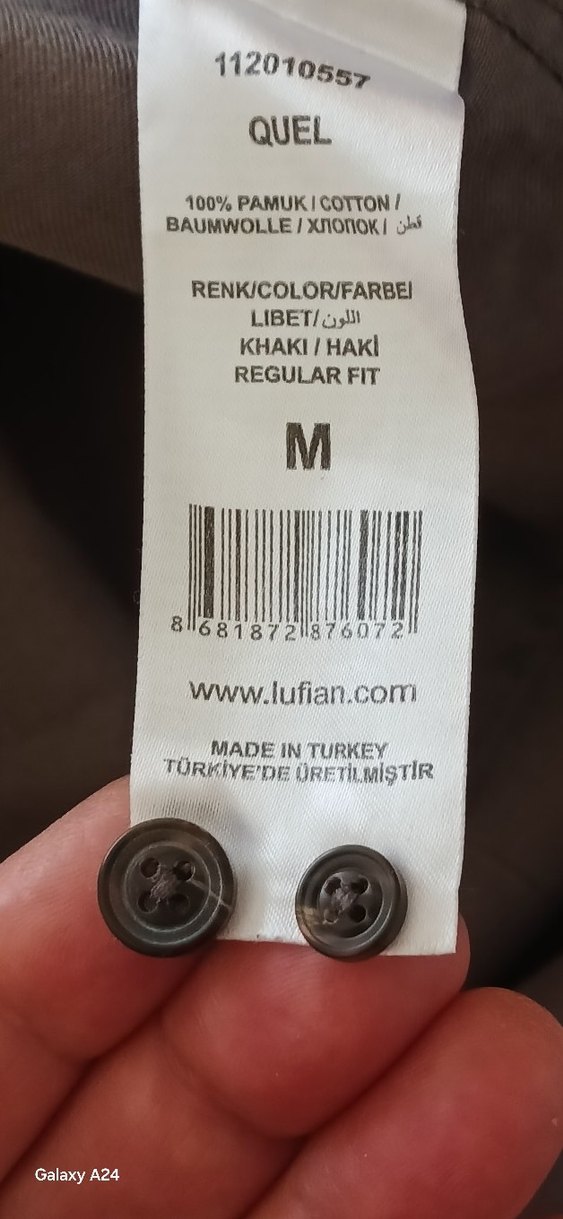 112010557
QUEL
100% PAMUK / COTTON /
BAUMWOLLE / ХЛОПОК / قطن
RENK/COLOR/FARBE/
LIBET/اللون
KHAKI / HAKİ
REGULAR FIT
M
8 681872 876072
www.lufian.com
MADE IN TURKEY
TÜRKİYE'DE ÜRETİLMİŞTİR
Galaxy A24